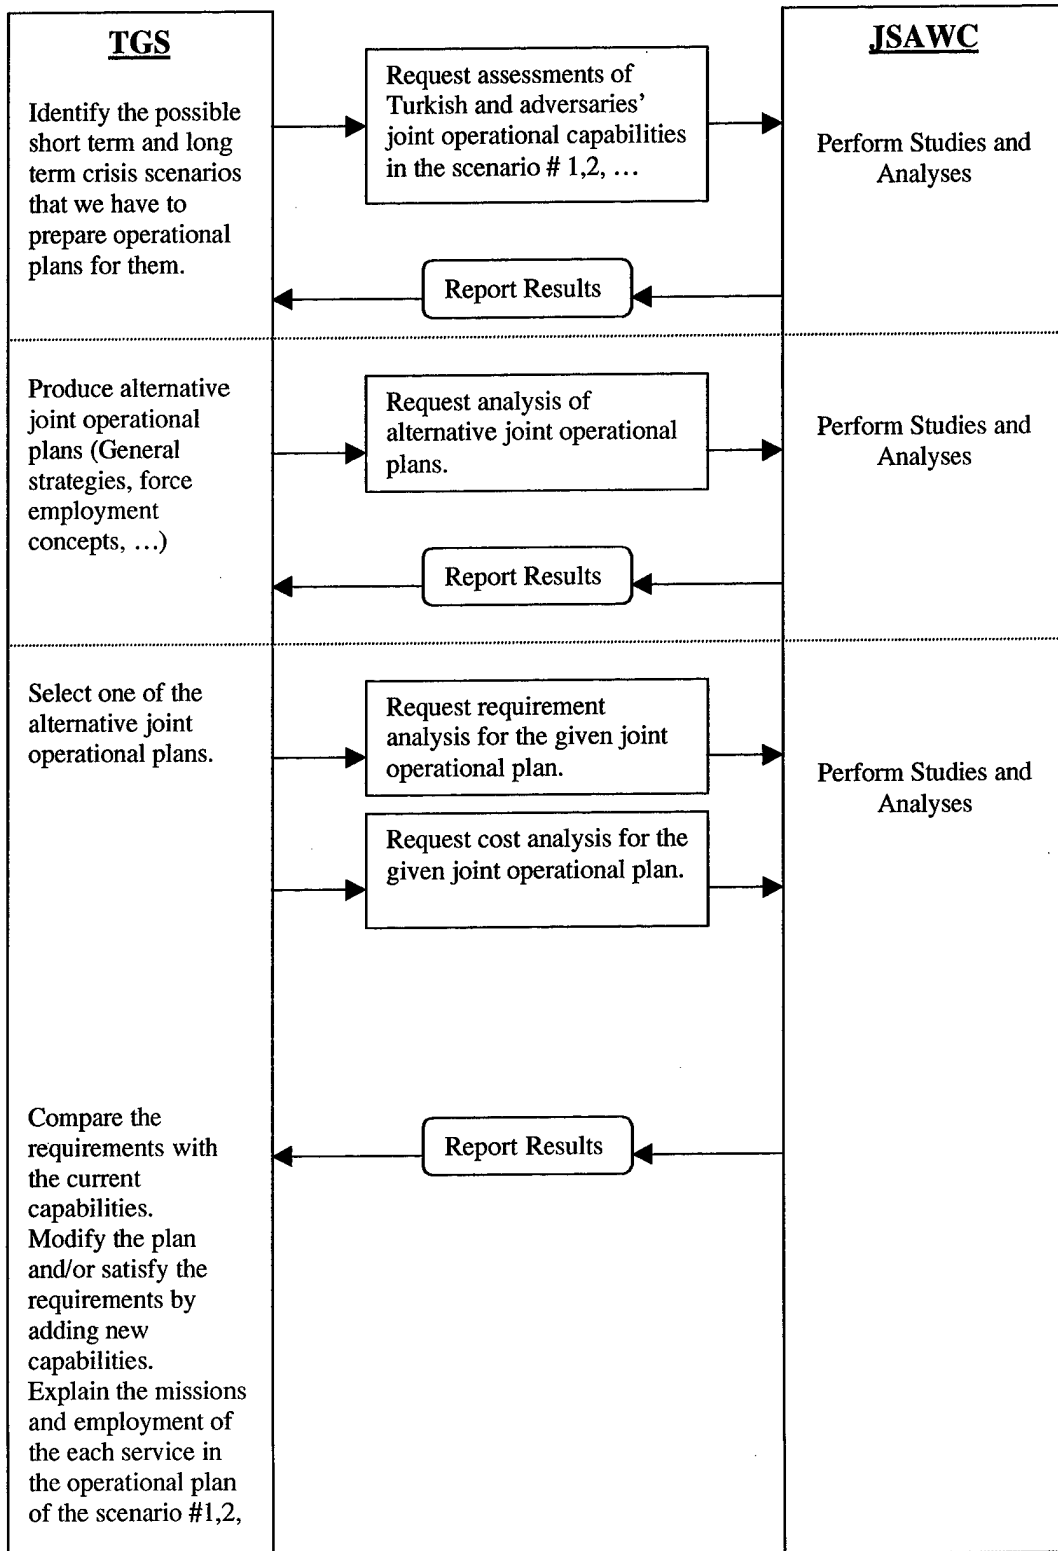 TGS
JSAWC
Identify the possible
short term and long
term crisis scenarios
that we have to
prepare operational
plans for them.
Request assessments of
Turkish and adversaries’
joint operational capabilities
in the scenario # 1,2, …
Perform Studies and
Analyses
Report Results
Produce alternative
joint operational
plans (General
strategies, force
employment
concepts, …)
Request analysis of
alternative joint operational
plans.
Perform Studies and
Analyses
Report Results
Select one of the
alternative joint
operational plans.
Request requirement
analysis for the given joint
operational plan.
Perform Studies and
Analyses
Request cost analysis for the
given joint operational plan.
Compare the
requirements with
the current
capabilities.
Modify the plan
and/or satisfy the
requirements by
adding new
capabilities.
Explain the missions
and employment of
the each service in
the operational plan
of the scenario #1,2,
Report Results